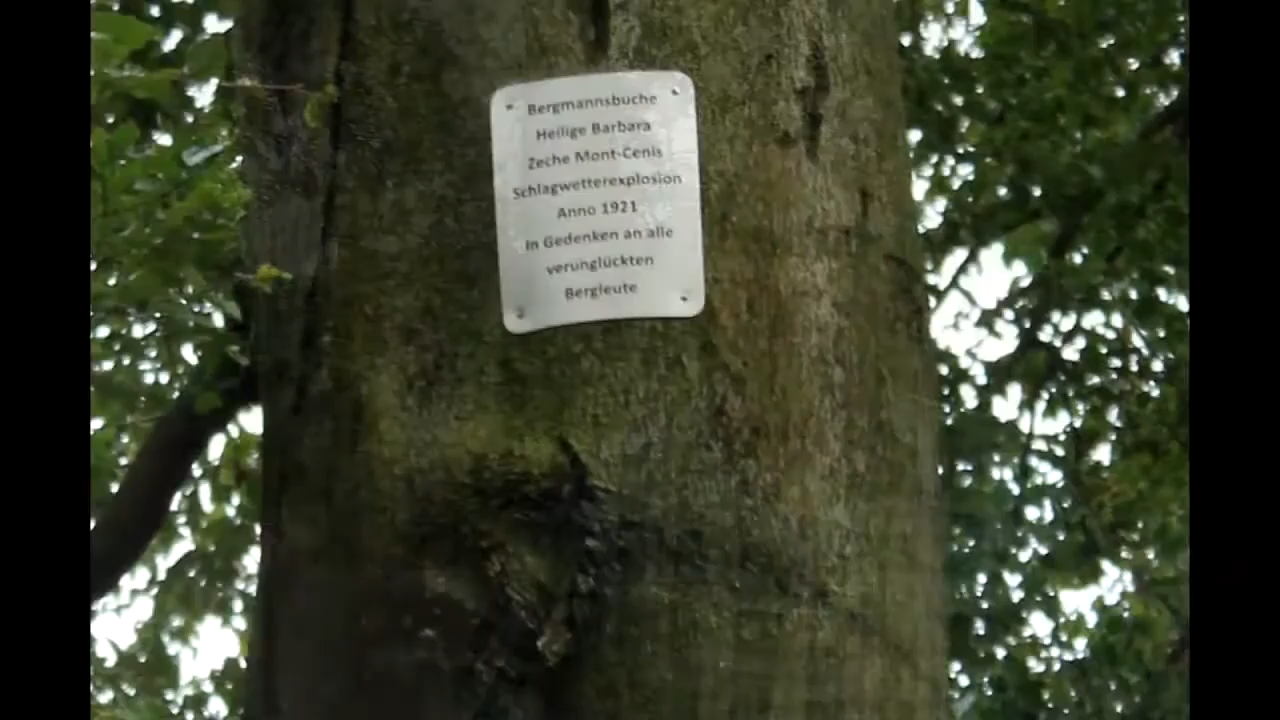 Bergmannsbuche
Heilige Barbara
Zeche Mont-Cenis
Schlagwetterexplosion
Anno 1921
In Gedenken an alle
verunglückten
Bergleute